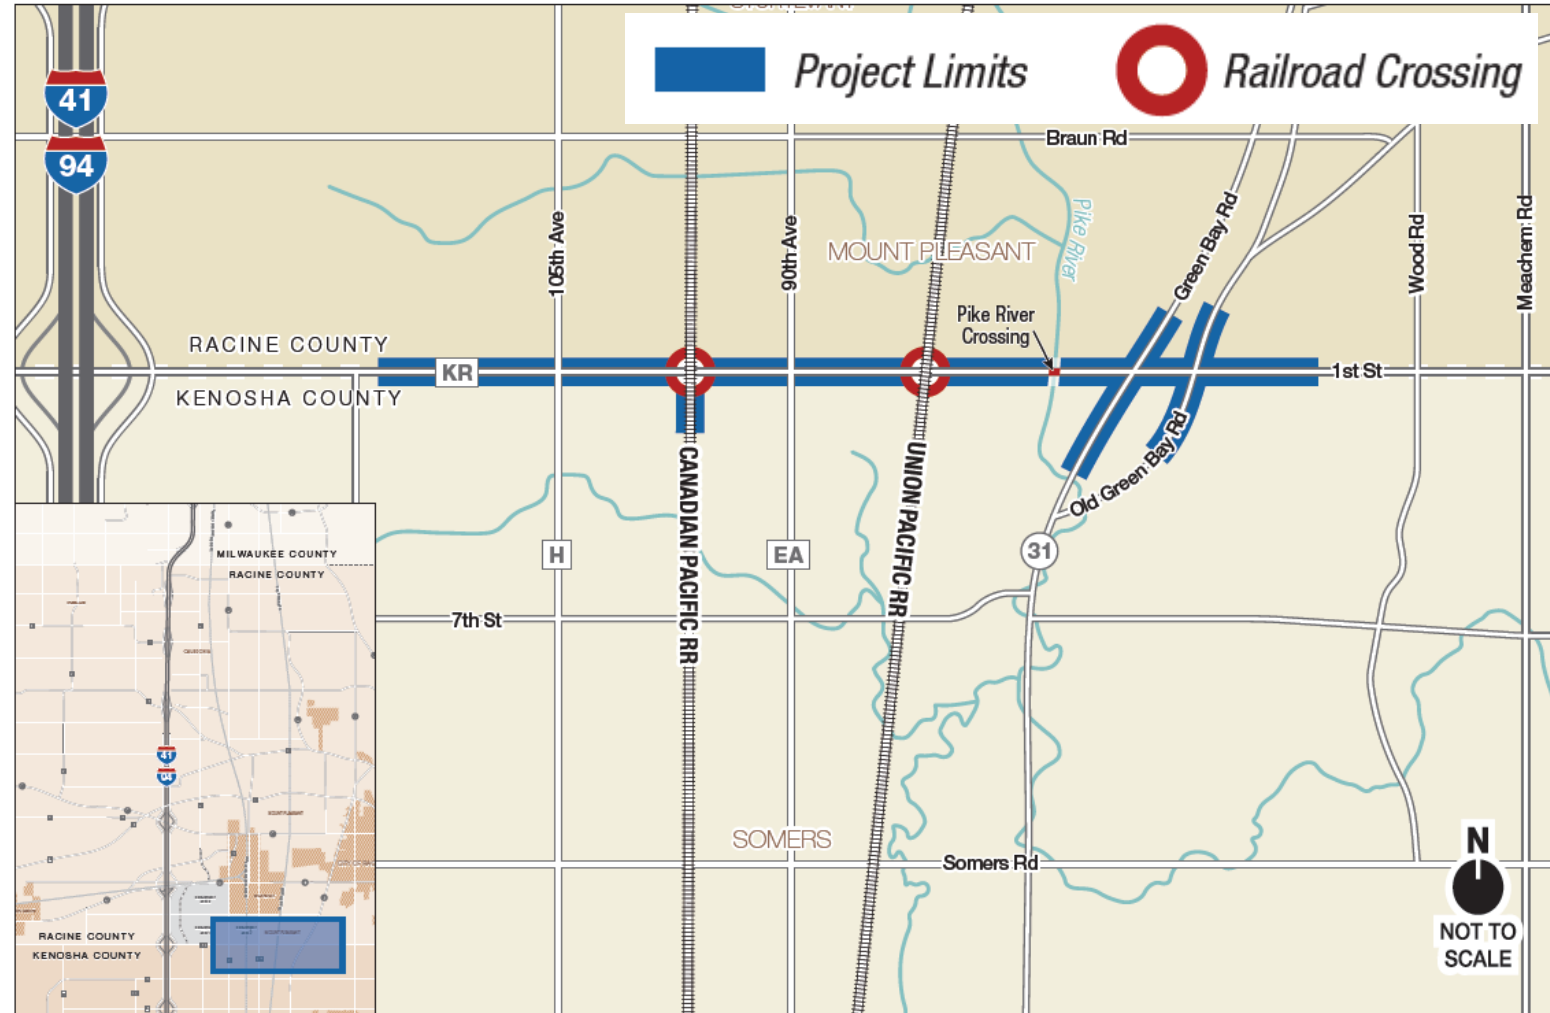 Project Limits
Railroad Crossing
41
94
Braun Rd
105th Ave
90th Ave
Pike River
Green Bay Rd
Wood Rd
Meachem Rd
MOUNT PLEASANT
Pike River
Crossing
RACINE COUNTY
KR
1st St
KENOSHA COUNTY
CANADIAN PACIFIC RR
UNION PACIFIC RR
Old Green Bay Rd
H
EA
31
7th St
SOMERS
Somers Rd
N
NOT TO
SCALE
MILWAUKEE COUNTY
RACINE COUNTY
41
94
RACINE COUNTY
KENOSHA COUNTY